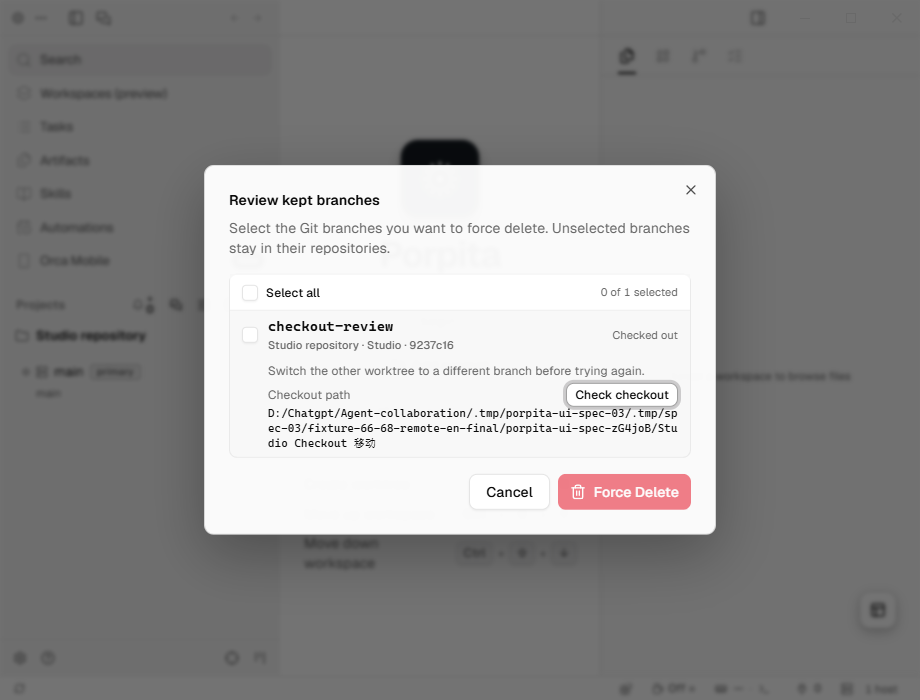 Search
Workspaces (preview)
Tasks
Artifacts
Skills
Automations
Orca Mobile
Projects
Studio repository
main primary
main
Porpita
workspace to browse files
Review kept branches
Select the Git branches you want to force delete. Unselected branches
stay in their repositories.
Select all
0 of 1 selected
checkout-review
Checked out
Studio repository · Studio · 9237c16
Switch the other worktree to a different branch before trying again.
Checkout path
Check checkout
D:/Chatgpt/Agent-collaboration/.tmp/porpita-ui-spec-03/.tmp/sp
ec-03/fixture-66-68-remote-en-final/porpita-ui-spec-zG4joB/Stu
dio Checkout 移动
Cancel
Force Delete
Move down
workspace
Ctrl
Off
1 host